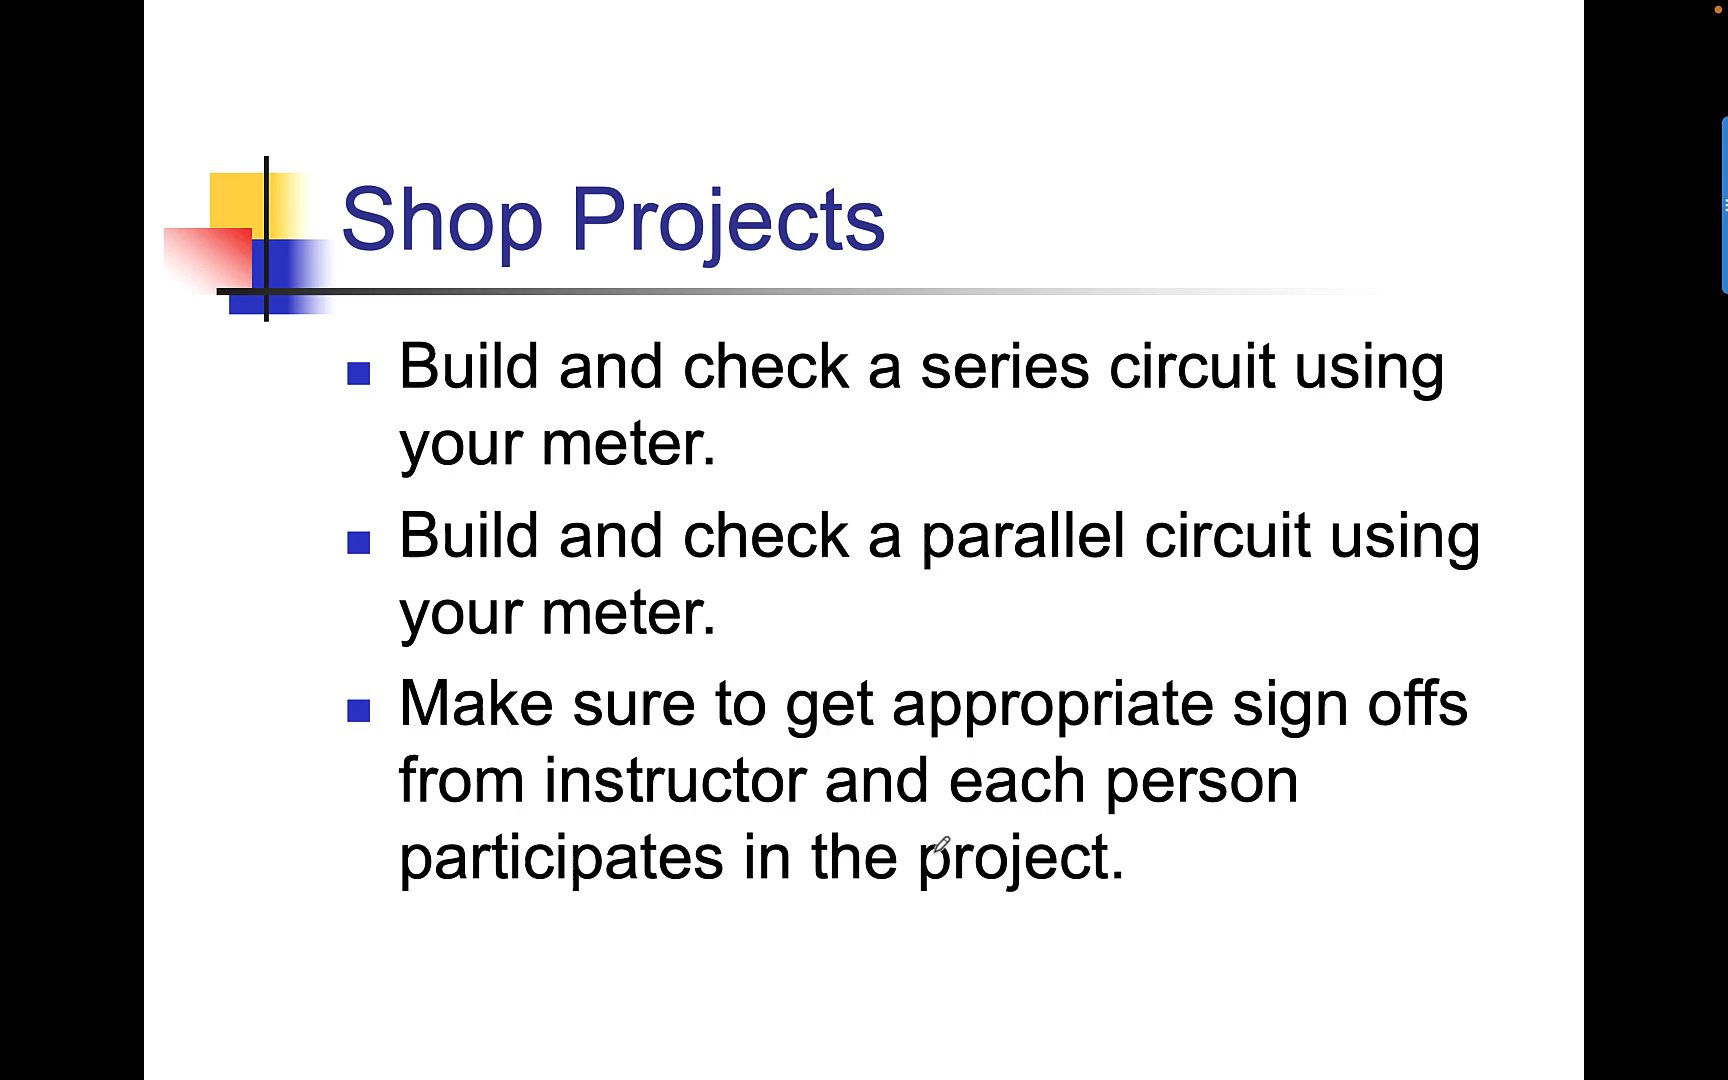 Shop Projects
Build and check a series circuit using
your meter.
Build and check a parallel circuit using
your meter.
Make sure to get appropriate sign offs
from instructor and each person
participates in the project.